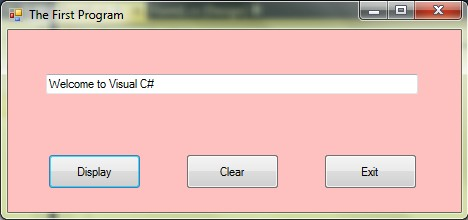 The First Program
Welcome to Visual C#
Display
Clear
Exit